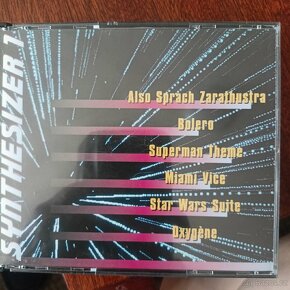 SYNTHESIZER 1
Also Sprach Zarathustra
Bolero
Superman Theme
Miami Vice
Star Wars Suite
Oxygène